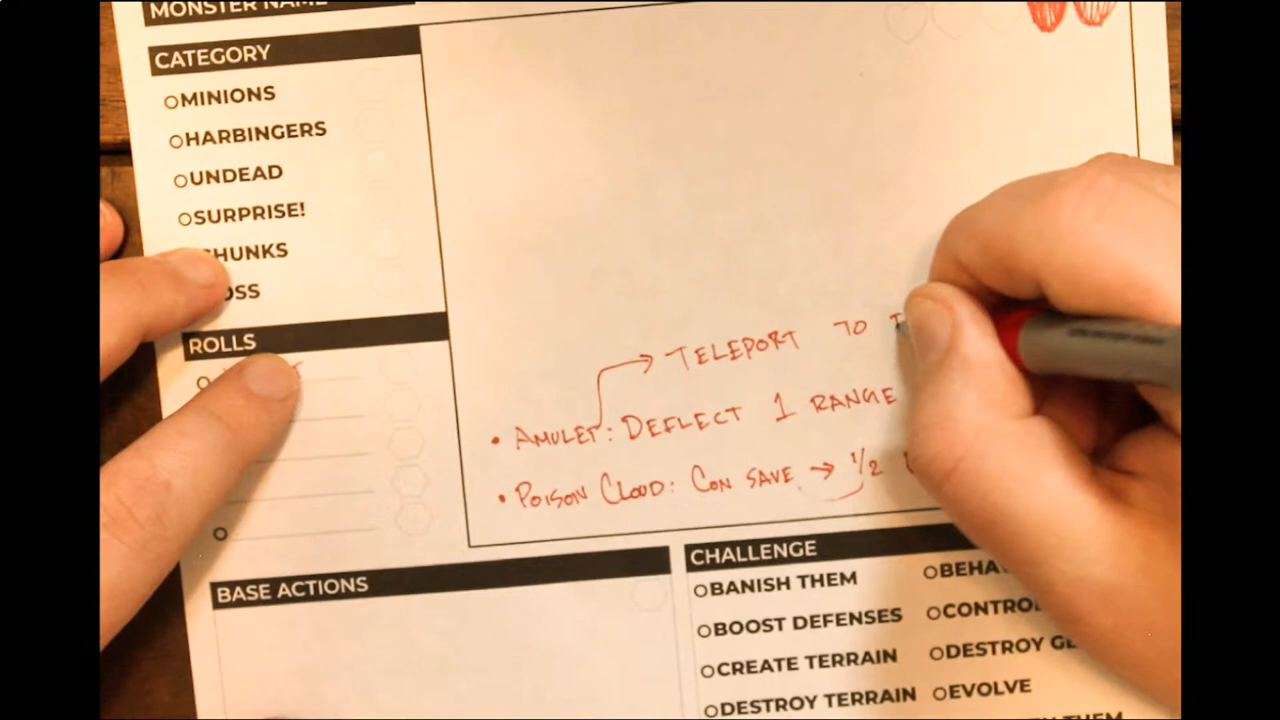 MONSTER NAME
CATEGORY
MINIONS
HARBINGERS
UNDEAD
SURPRISE!
HUNKS
OSS
ROLLS
TELEPORT TO
AMULET: DEFLECT 1 RANGE
POISON CLOUD: CON SAVE → 1/2
BASE ACTIONS
CHALLENGE
BANISH THEM
BEHA
BOOST DEFENSES
CONTROL
CREATE TERRAIN
DESTROY GE
DESTROY TERRAIN
EVOLVE
THEM